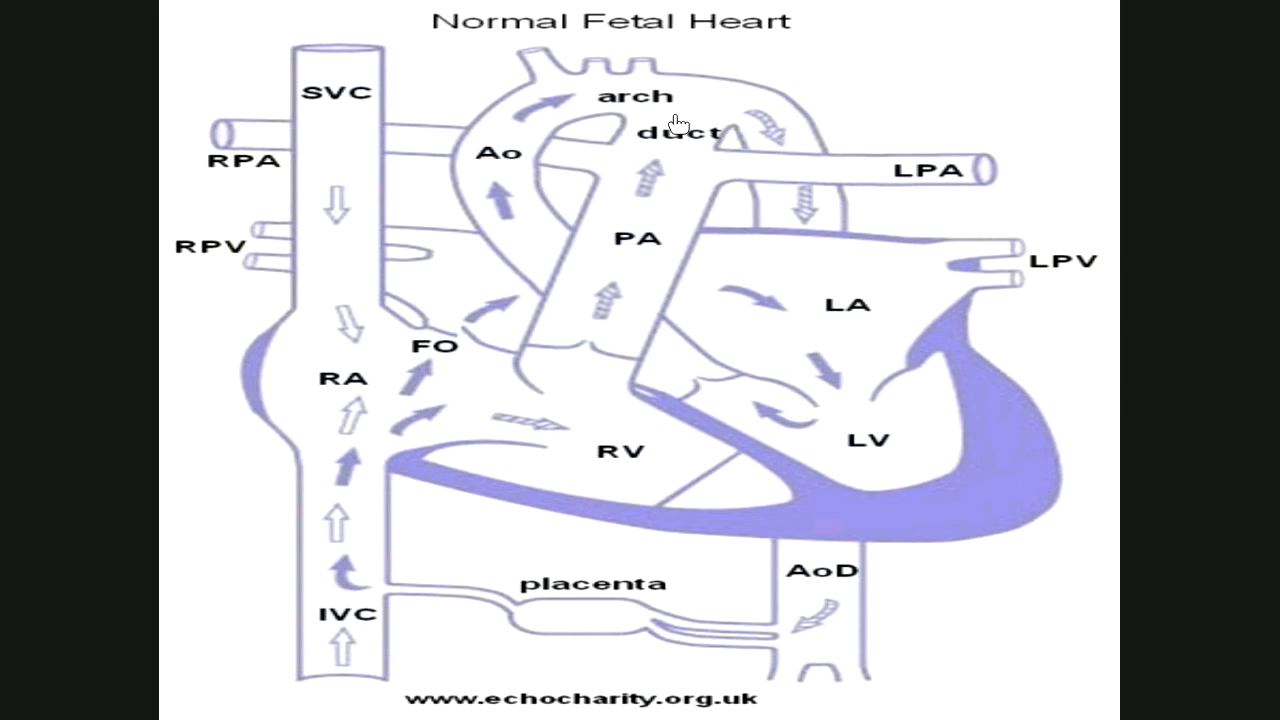 Normal Fetal Heart
SVC
arch
duct
RPA
Ao
LPA
RPV
PA
LPV
LA
FO
RA
LV
RV
AoD
placenta
IVC
www.echocharity.org.uk